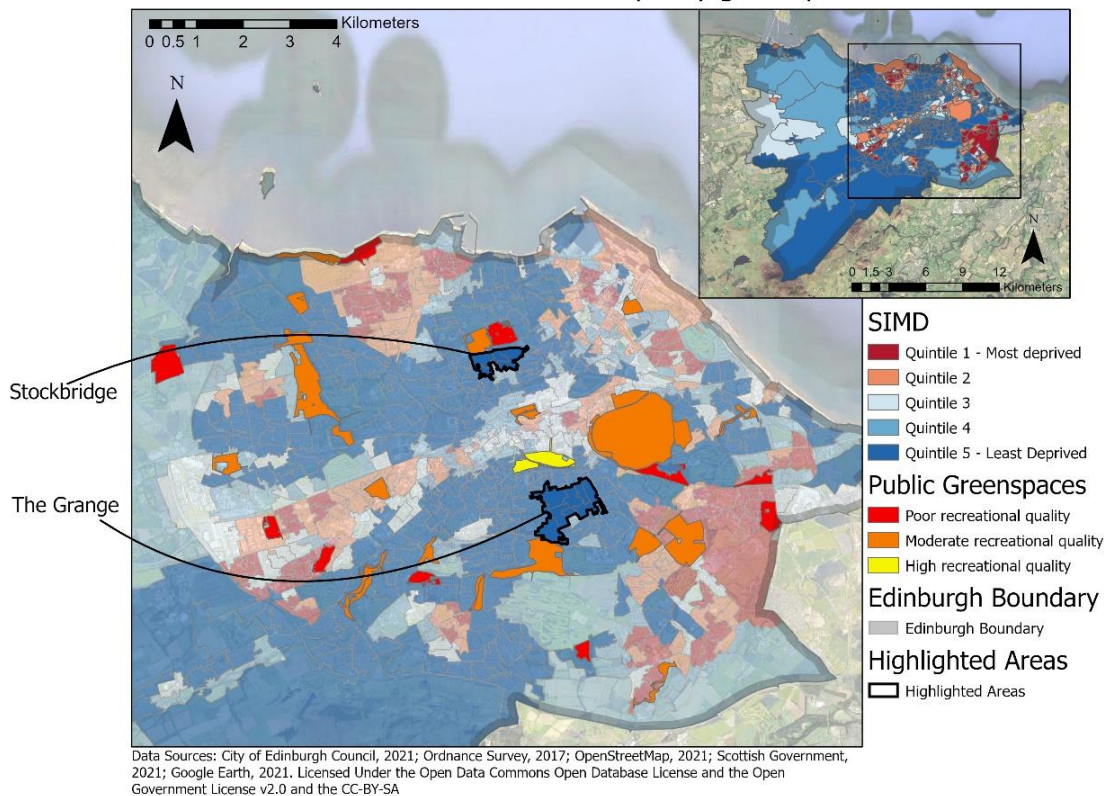 Kilometers
0 0.5 1 2 3 4
N
N
0 1.5 3 6 9 12
Kilometers
Stockbridge
The Grange
SIMD
Quintile 1 - Most deprived
Quintile 2
Quintile 3
Quintile 4
Quintile 5 - Least Deprived
Public Greenspaces
Poor recreational quality
Moderate recreational quality
High recreational quality
Edinburgh Boundary
Edinburgh Boundary
Highlighted Areas
Highlighted Areas
Data Sources: City of Edinburgh Council, 2021; Ordnance Survey, 2017; OpenStreetMap, 2021; Scottish Government,
2021; Google Earth, 2021. Licensed Under the Open Data Commons Open Database License and the Open
Government License v2.0 and the CC-BY-SA